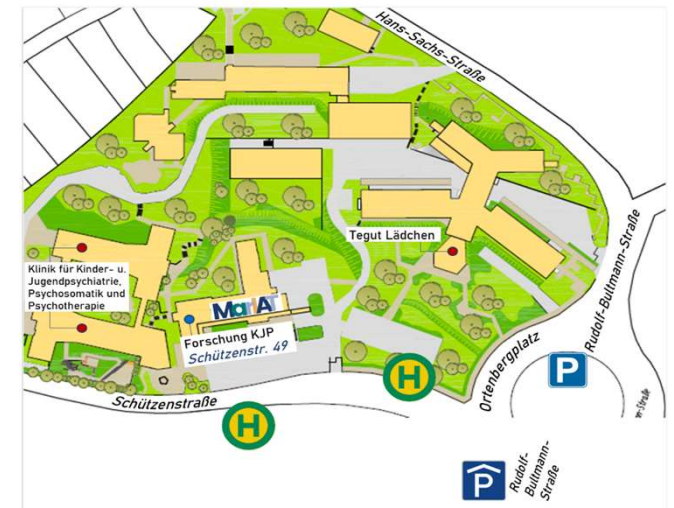 Hans-Sachs-Straße
Tegut Lädchen
Rudolf-Bultmann-Straße
Klinik für Kinder- u.
Jugendpsychiatrie,
Psychosomatik und
Psychotherapie
MariAT
Forschung KJP
Schützenstr. 49
Ortenbergplatz
P
H
Schützenstraße
H
P
Rudolf-
Bultmann-
Straße